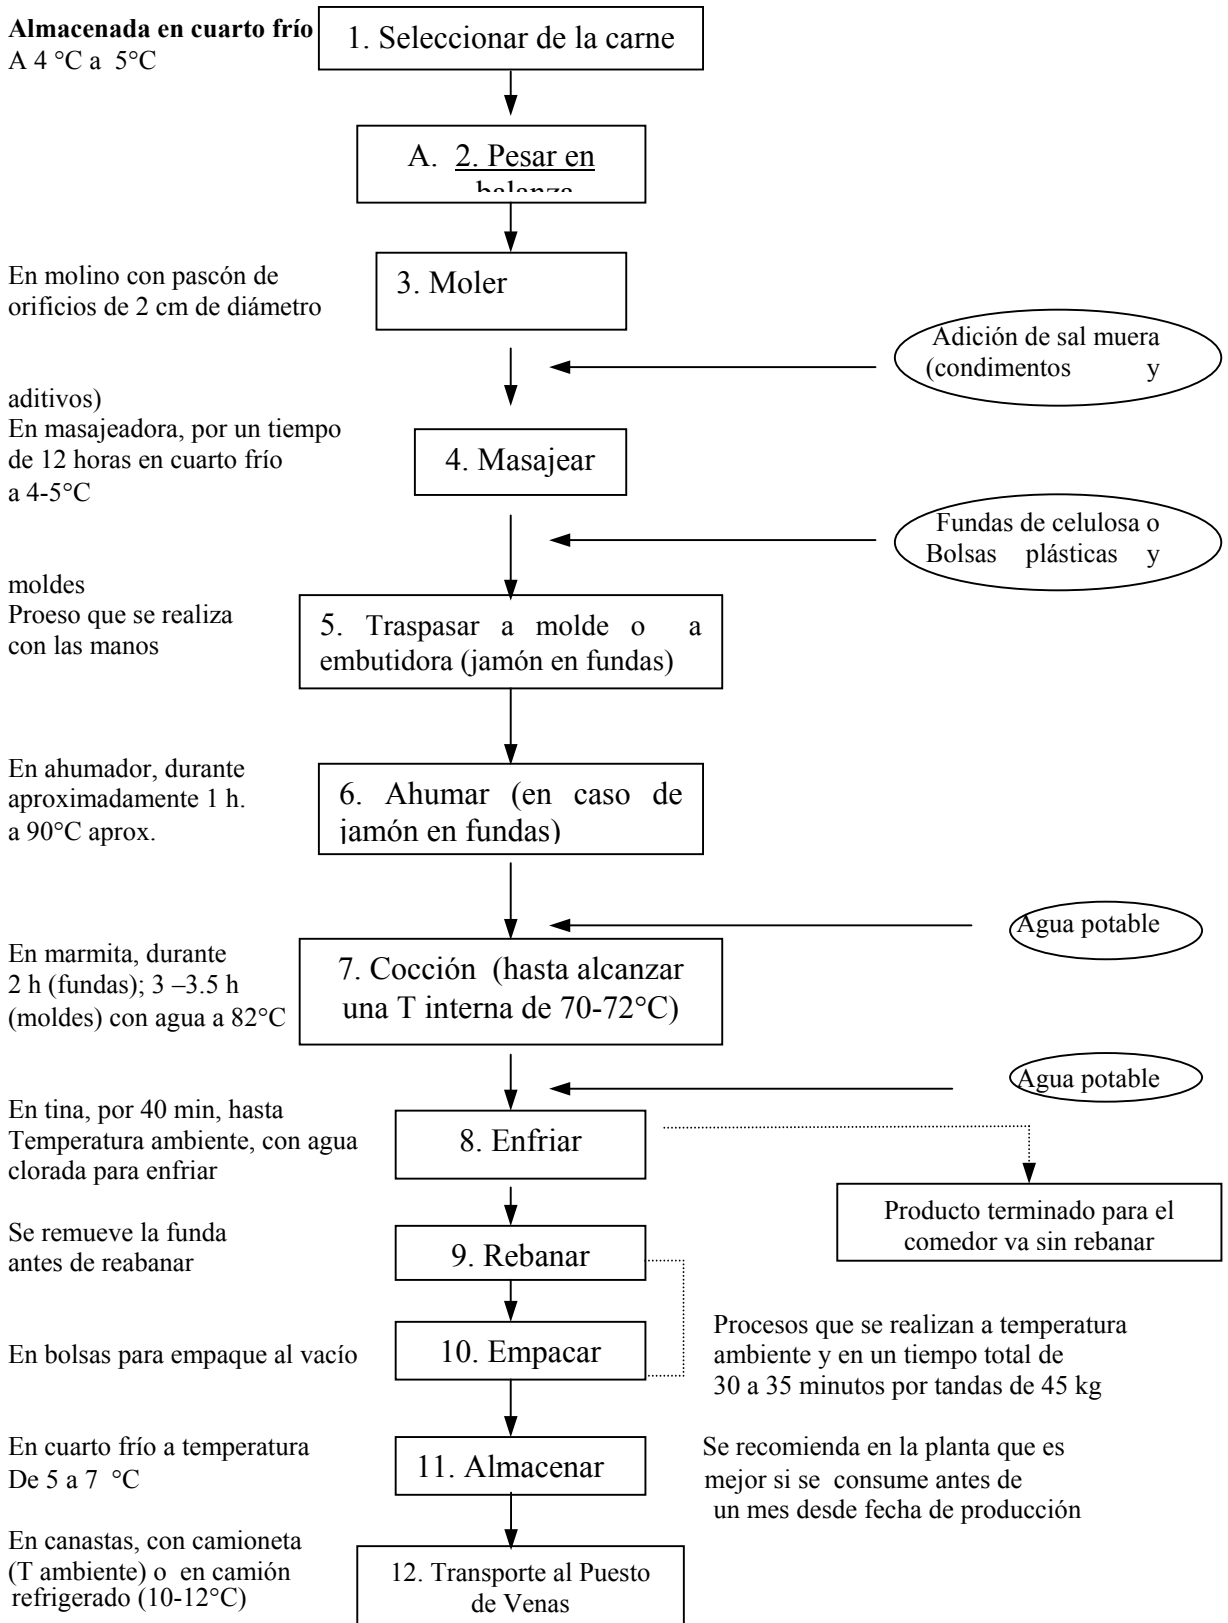 Almacenada en cuarto frío
A 4 °C a 5°C
1. Seleccionar de la carne
A. 2. Pesar en
balanza
En molino con pascón de
orificios de 2 cm de diámetro
3. Moler
Adición de sal muera
(condimentos y
aditivos)
En masajeadora, por un tiempo
de 12 horas en cuarto frío
a 4-5°C
4. Masajear
Fundas de celulosa o
Bolsas plásticas y
moldes
Proeso que se realiza
con las manos
5. Traspasar a molde o a
embutidora (jamón en fundas)
En ahumador, durante
aproximadamente 1 h.
a 90°C aprox.
6. Ahumar (en caso de
jamón en fundas)
Agua potable
En marmita, durante
2 h (fundas); 3 –3.5 h
(moldes) con agua a 82°C
7. Cocción (hasta alcanzar
una T interna de 70-72°C)
Agua potable
En tina, por 40 min, hasta
Temperatura ambiente, con agua
clorada para enfriar
8. Enfriar
Producto terminado para el
comedor va sin rebanar
Se remueve la funda
antes de reabanar
9. Rebanar
En bolsas para empaque al vacío
10. Empacar
Procesos que se realizan a temperatura
ambiente y en un tiempo total de
30 a 35 minutos por tandas de 45 kg
En cuarto frío a temperatura
De 5 a 7 °C
11. Almacenar
Se recomienda en la planta que es
mejor si se consume antes de
un mes desde fecha de producción
En canastas, con camioneta
(T ambiente) o en camión
refrigerado (10-12°C)
12. Transporte al Puesto
de Venas